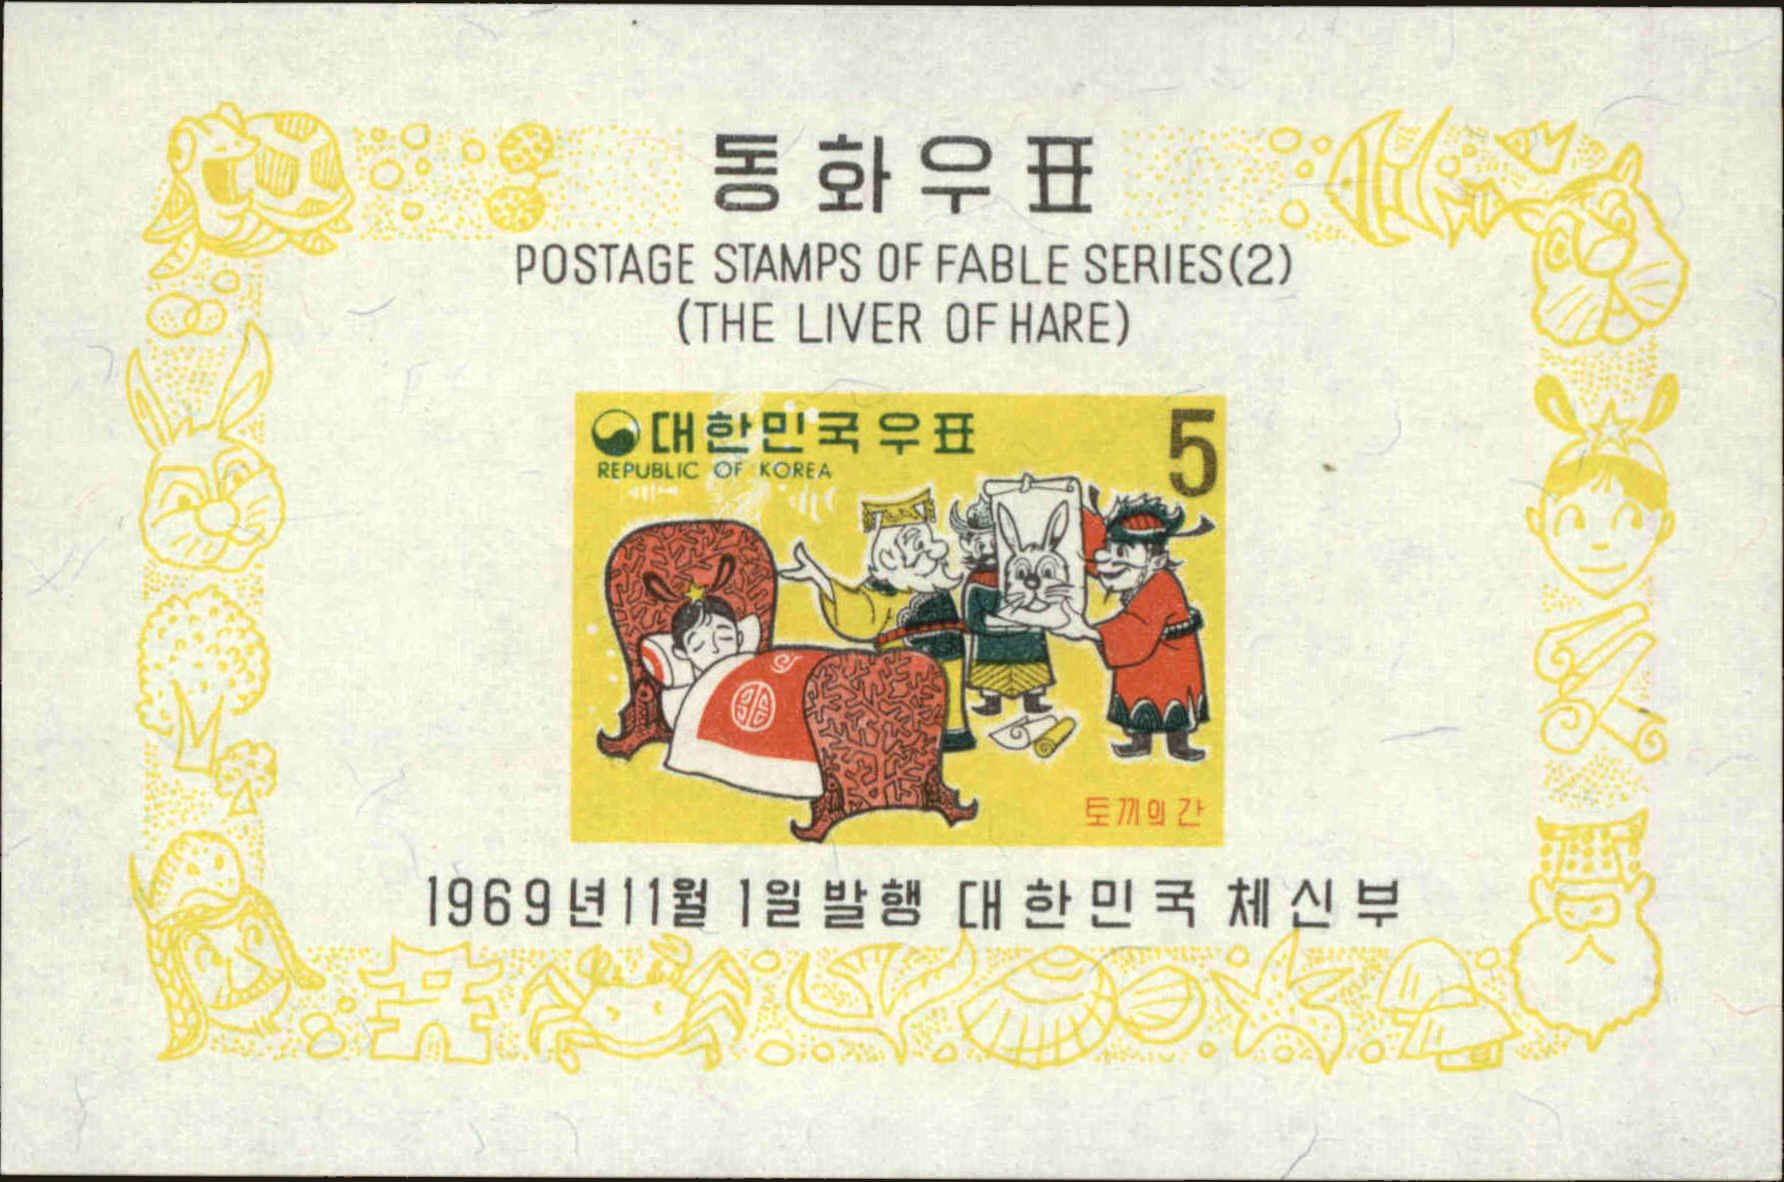 동화우표
POSTAGE STAMPS OF FABLE SERIES(2)
(THE LIVER OF HARE)
대한민국우표 5
REPUBLIC OF KOREA
토끼의 간
1969년11월 1일 발행 대한민국 체신부